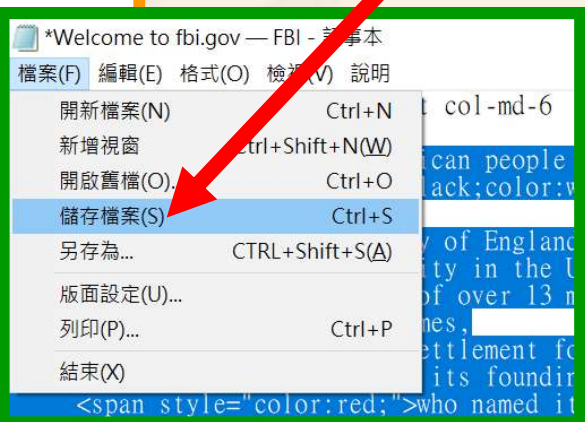 *Welcome to fbi.gov — FBI - 記事本
檔案(F) 編輯(E) 格式(O) 檢視(V) 說明
開新檔案(N) Ctrl+N
col-md-6
新增視窗 Ctrl+Shift+N(W)
ican people
開啟舊檔(O)... Ctrl+O
lack;color:w
儲存檔案(S) Ctrl+S
另存為... CTRL+Shift+S(A)
of England
ity in the U
版面設定(U)...
of over 13 m
列印(P)... Ctrl+P
mes,
ettlement fo
結束(X)
its foundin
<span style="color:red;">who named it